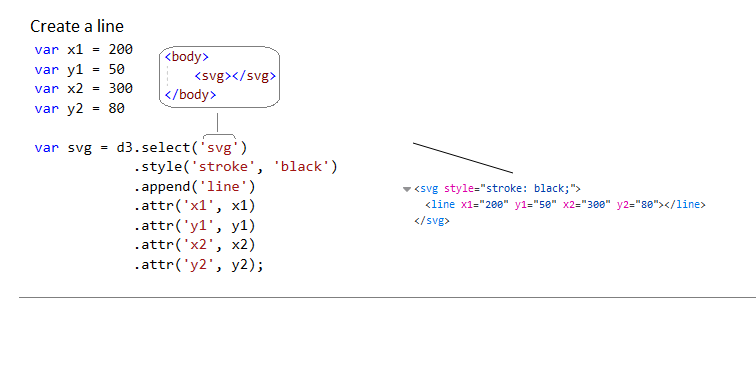 Create a line
var x1 = 200
var y1 = 50
var x2 = 300
var y2 = 80
<body>
<svg></svg>
</body>
var svg = d3.select('svg')
.style('stroke', 'black')
.append('line')
.attr('x1', x1)
.attr('y1', y1)
.attr('x2', x2)
.attr('y2', y2);
<svg style="stroke: black;">
<line x1="200" y1="50" x2="300" y2="80"></line>
</svg>